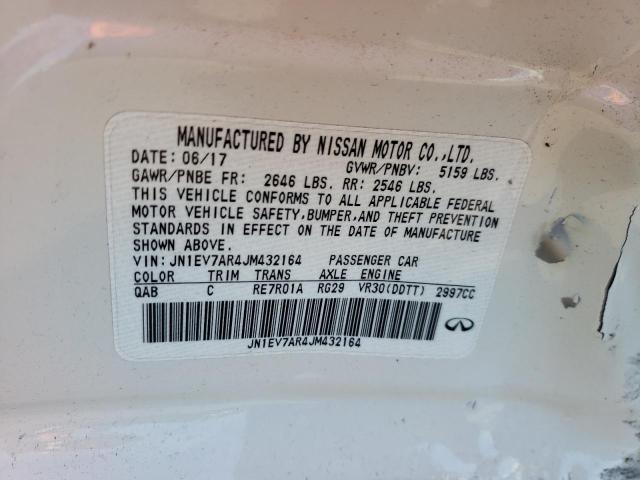 MANUFACTURED BY NISSAN MOTOR CO.,LTD.
DATE: 06/17 GVWR/PNBV: 5159 LBS.
GAWR/PNBE FR: 2646 LBS. RR: 2546 LBS.
THIS VEHICLE CONFORMS TO ALL APPLICABLE FEDERAL
MOTOR VEHICLE SAFETY, BUMPER, AND THEFT PREVENTION
STANDARDS IN EFFECT ON THE DATE OF MANUFACTURE
SHOWN ABOVE.
VIN: JN1EV7AR4JM432164 PASSENGER CAR
COLOR TRIM TRANS AXLE ENGINE
QAB C RE7R01A RG29 VR30(DDTT) 2997CC
JN1EV7AR4JM432164